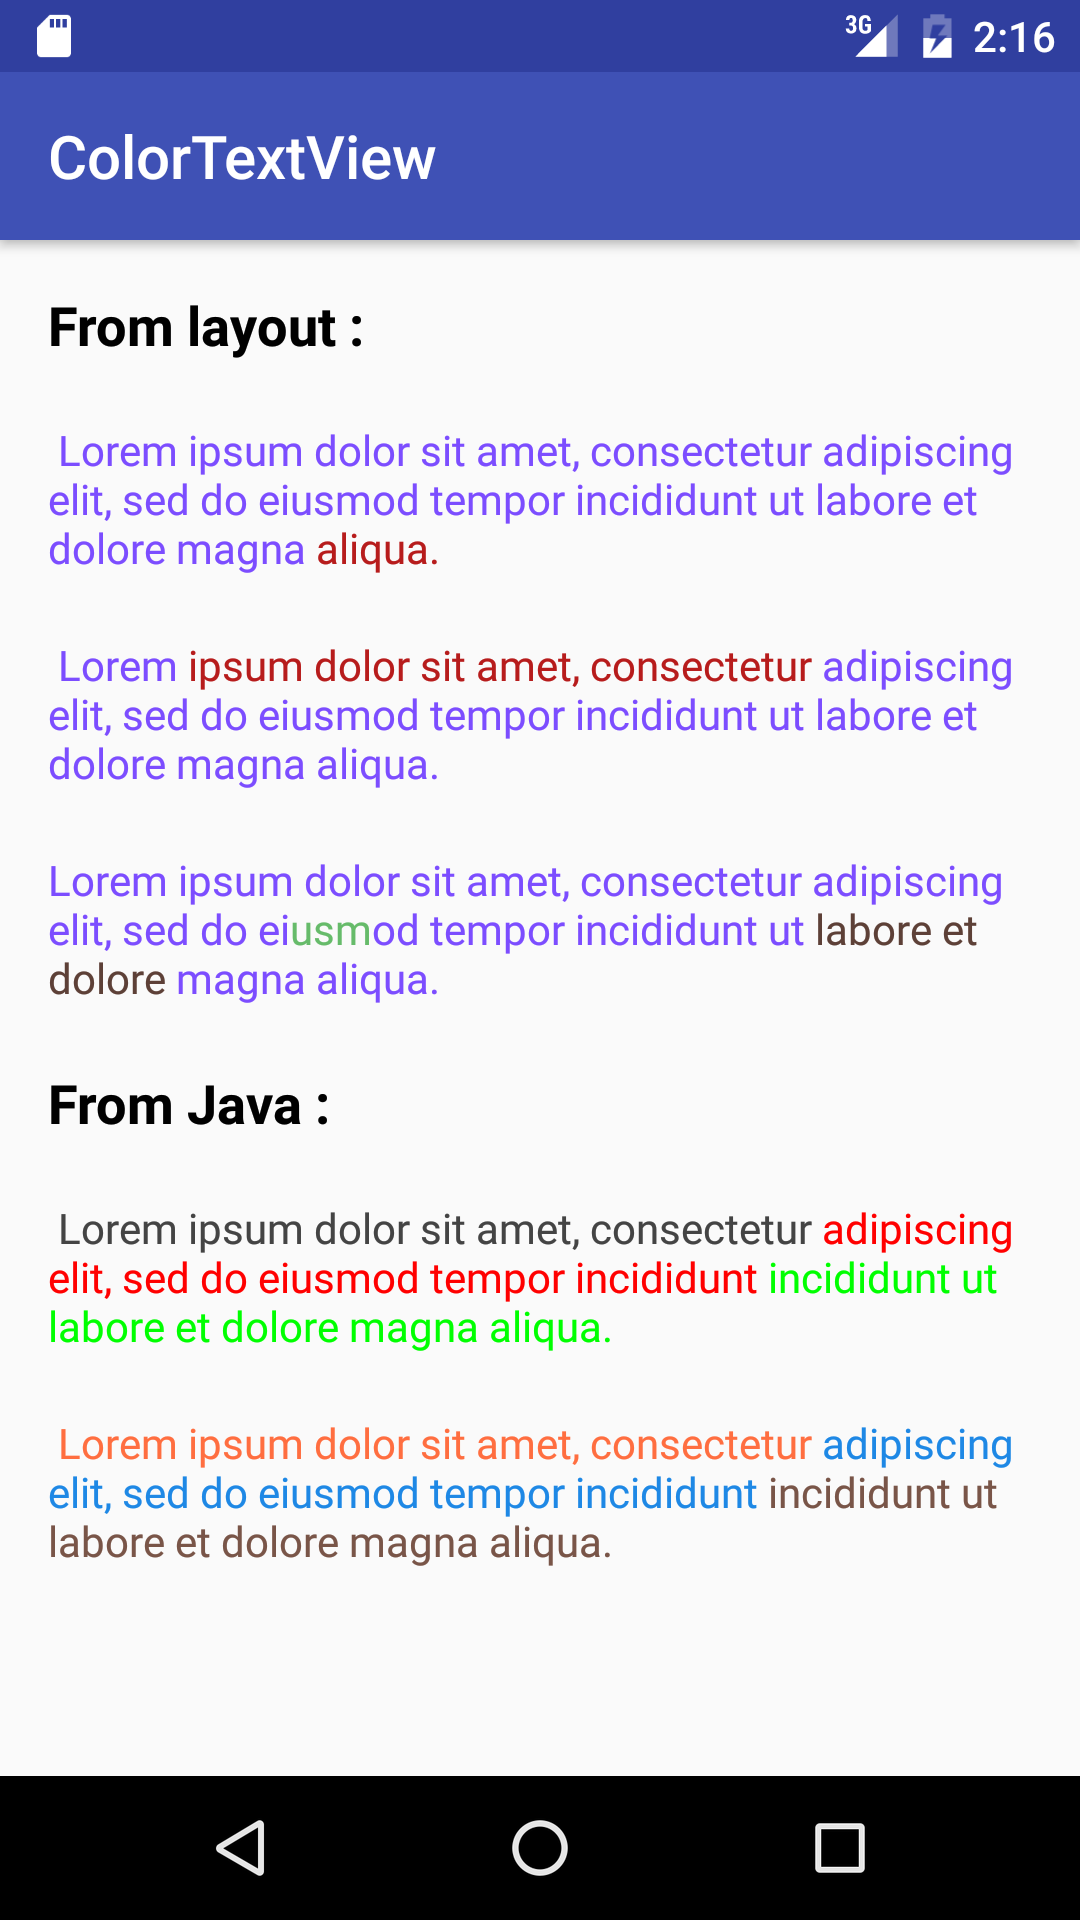 3G 2:16
ColorTextView
From layout :
Lorem ipsum dolor sit amet, consectetur adipiscing
elit, sed do eiusmod tempor incididunt ut labore et
dolore magna aliqua.
Lorem ipsum dolor sit amet, consectetur adipiscing
elit, sed do eiusmod tempor incididunt ut labore et
dolore magna aliqua.
Lorem ipsum dolor sit amet, consectetur adipiscing
elit, sed do eiusmod tempor incididunt ut labore et
dolore magna aliqua.
From Java :
Lorem ipsum dolor sit amet, consectetur adipiscing
elit, sed do eiusmod tempor incididunt incididunt ut
labore et dolore magna aliqua.
Lorem ipsum dolor sit amet, consectetur adipiscing
elit, sed do eiusmod tempor incididunt incididunt ut
labore et dolore magna aliqua.